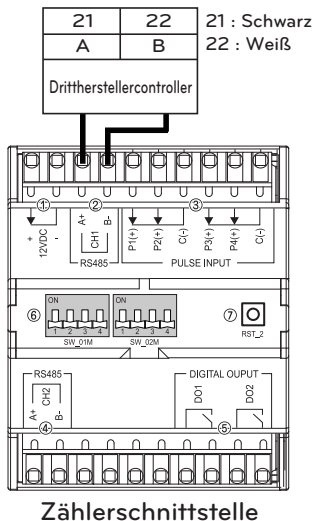 21 22 21 : Schwarz
A B 22 : Weiß
Drittherstellercontroller
① ② ③
+ 12VDC -
A+ CH1 B-
RS485
P1(+) P2(+) C(-) P3(+) P4(+) C(-)
PULSE INPUT
⑥ ON ON ⑦
1 2 3 4 1 2 3 4
SW_01M SW_02M RST_2
RS485 DIGITAL OUPUT
A+ CH2 B- DO1 DO2
④ ⑤
Zählerschnittstelle